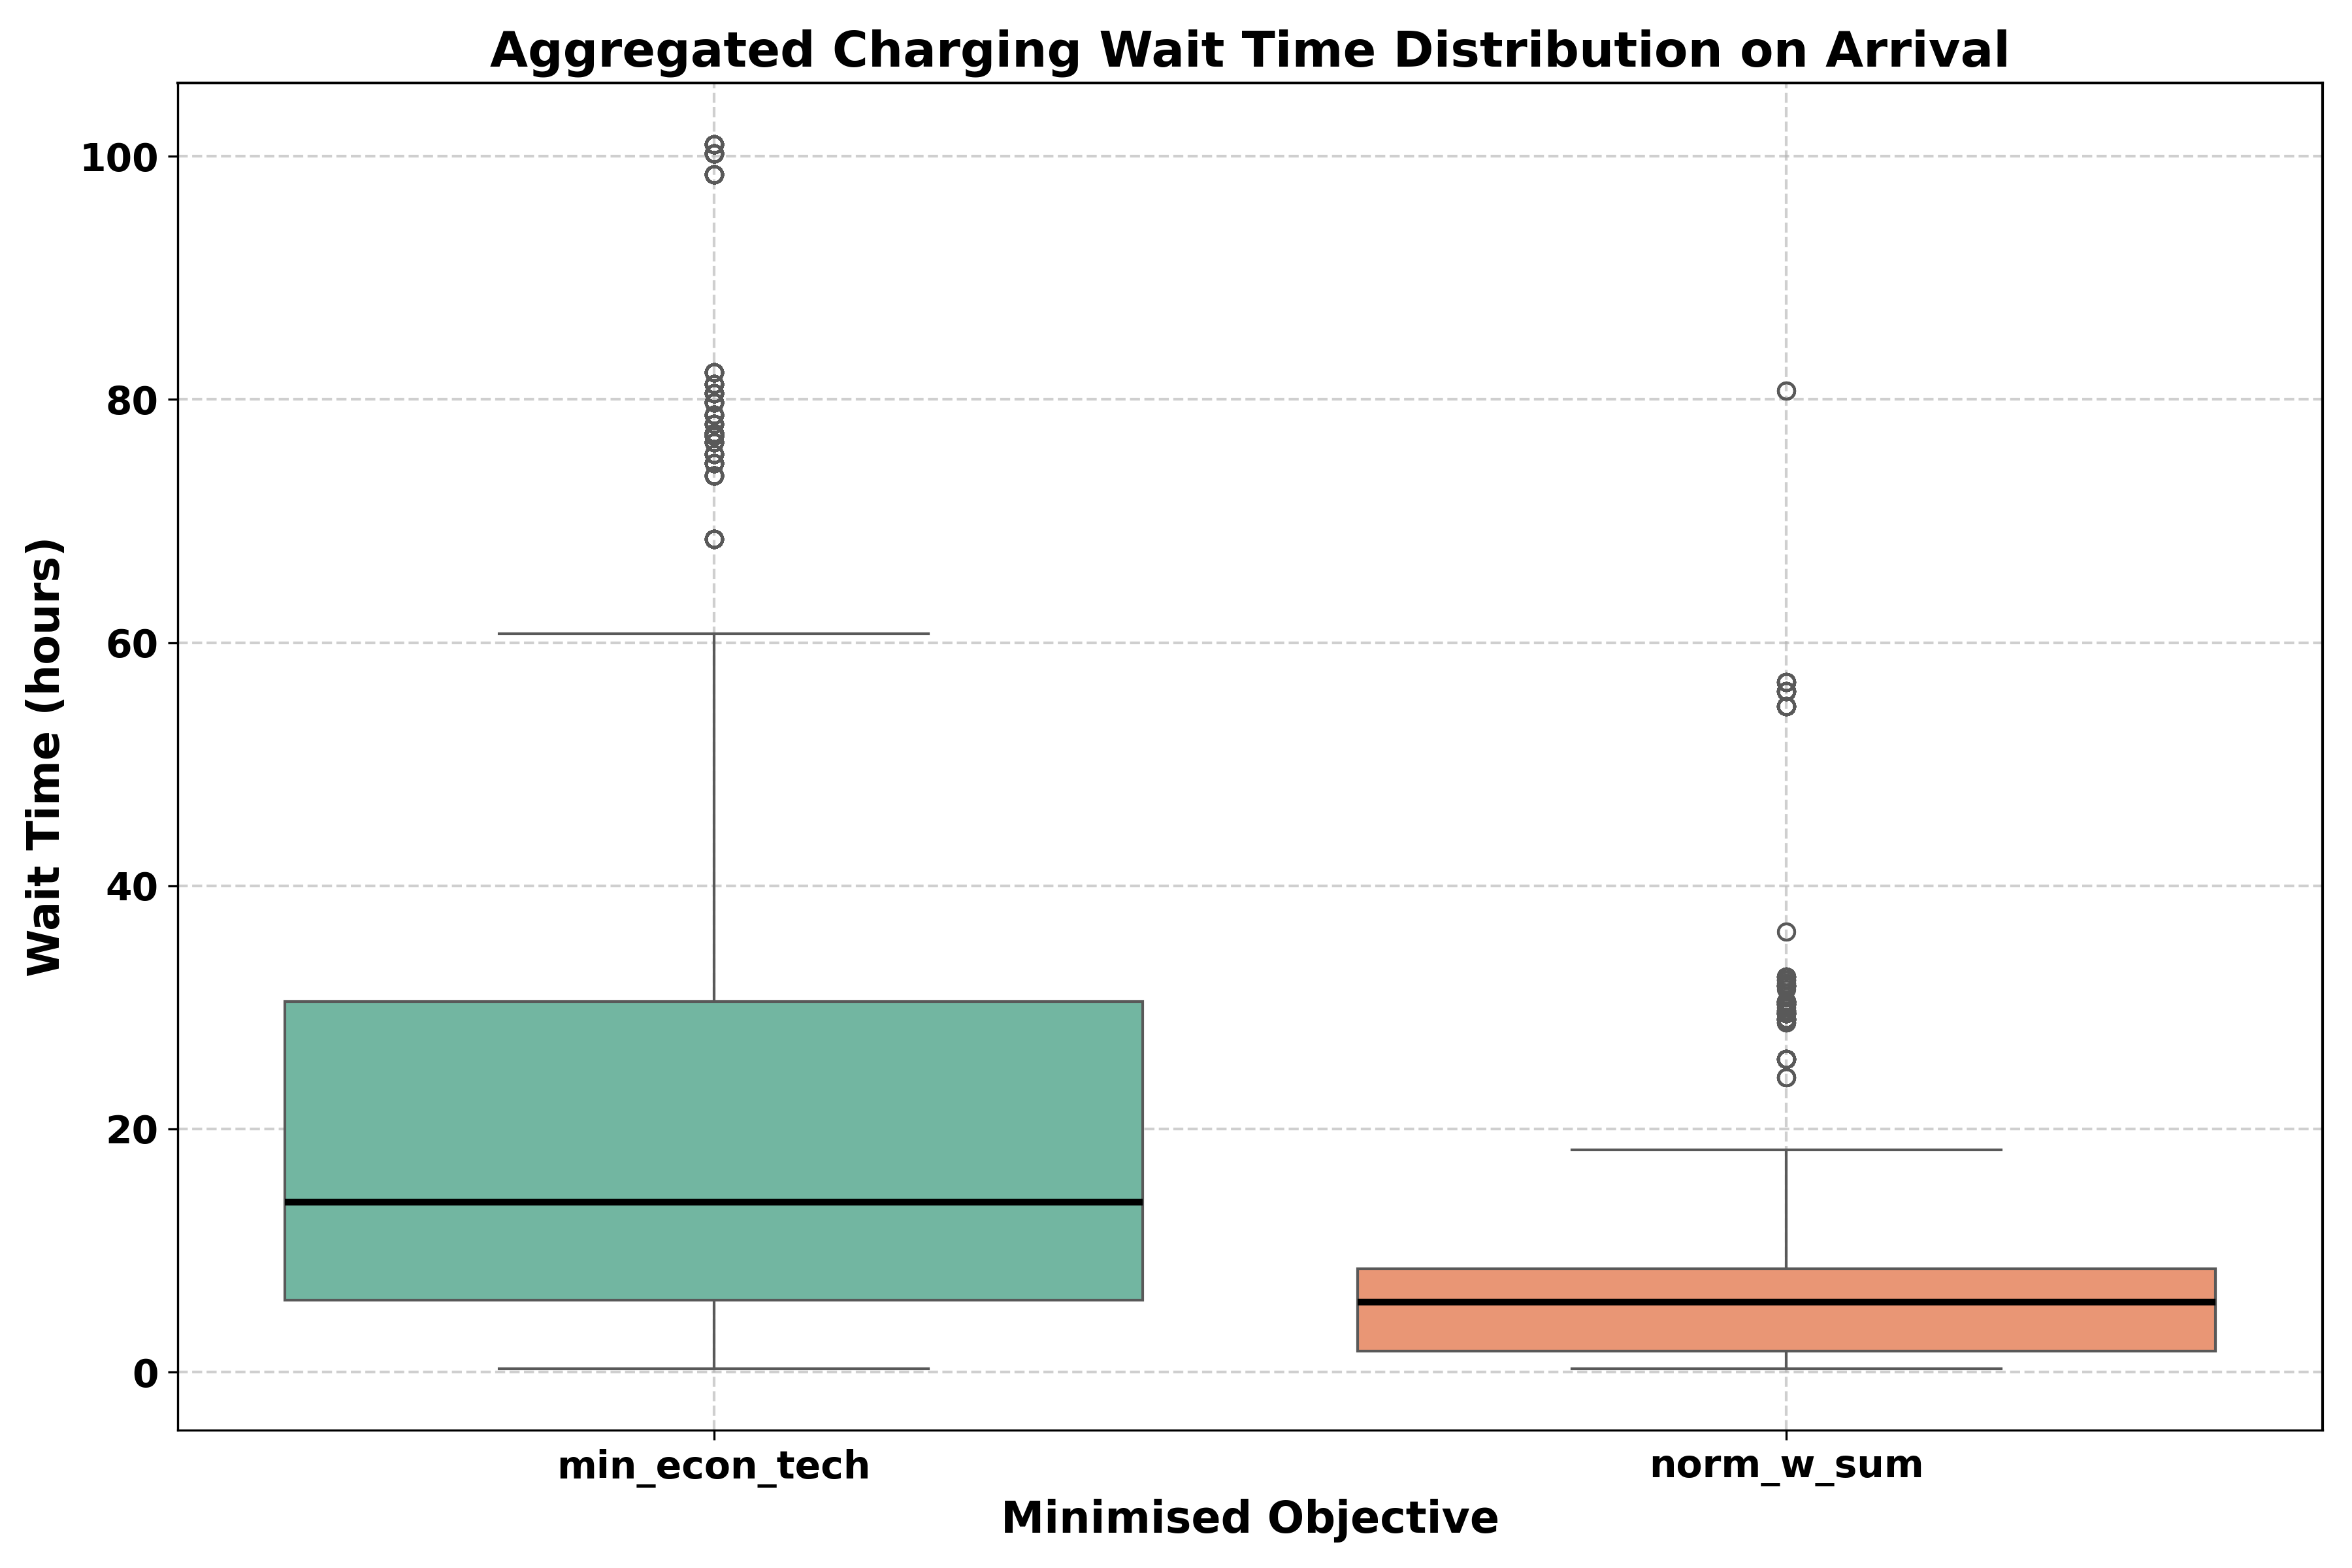 Aggregated Charging Wait Time Distribution on Arrival
Wait Time (hours)
100
80
60
40
20
0
min_econ_tech
norm_w_sum
Minimised Objective